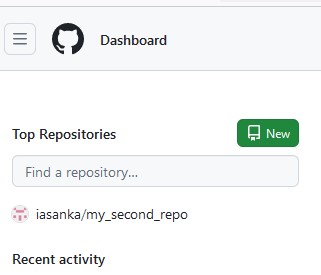 Dashboard
Top Repositories
New
Find a repository…
iasanka/my_second_repo
Recent activity